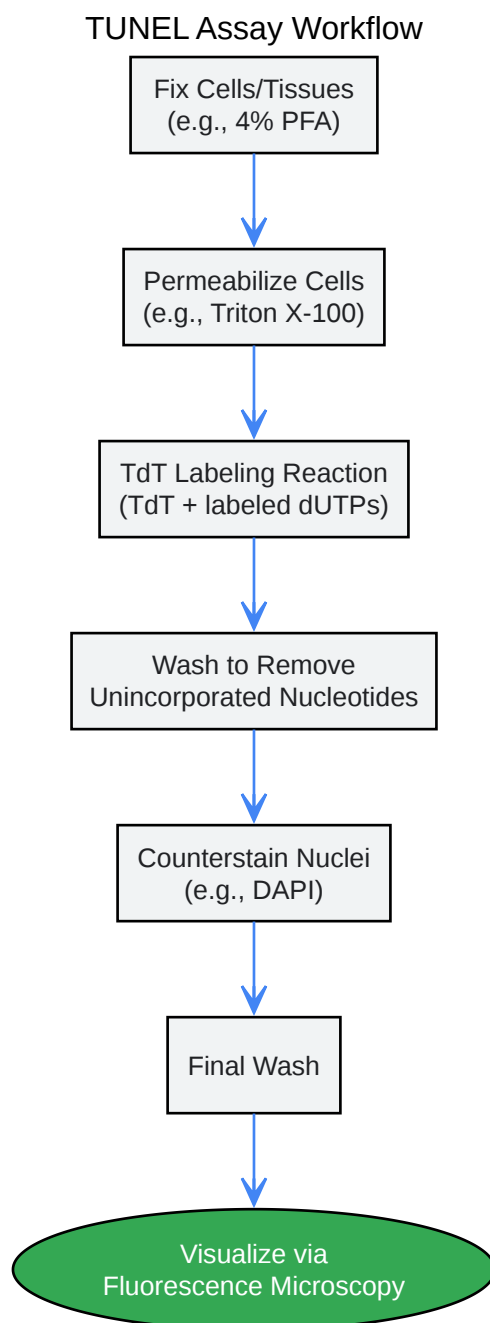 TUNEL Assay Workflow
Fix Cells/Tissues
(e.g., 4% PFA)
Permeabilize Cells
(e.g., Triton X-100)
TdT Labeling Reaction
(TdT + labeled dUTPs)
Wash to Remove
Unincorporated Nucleotides
Counterstain Nuclei
(e.g., DAPI)
Final Wash
Visualize via
Fluorescence Microscopy